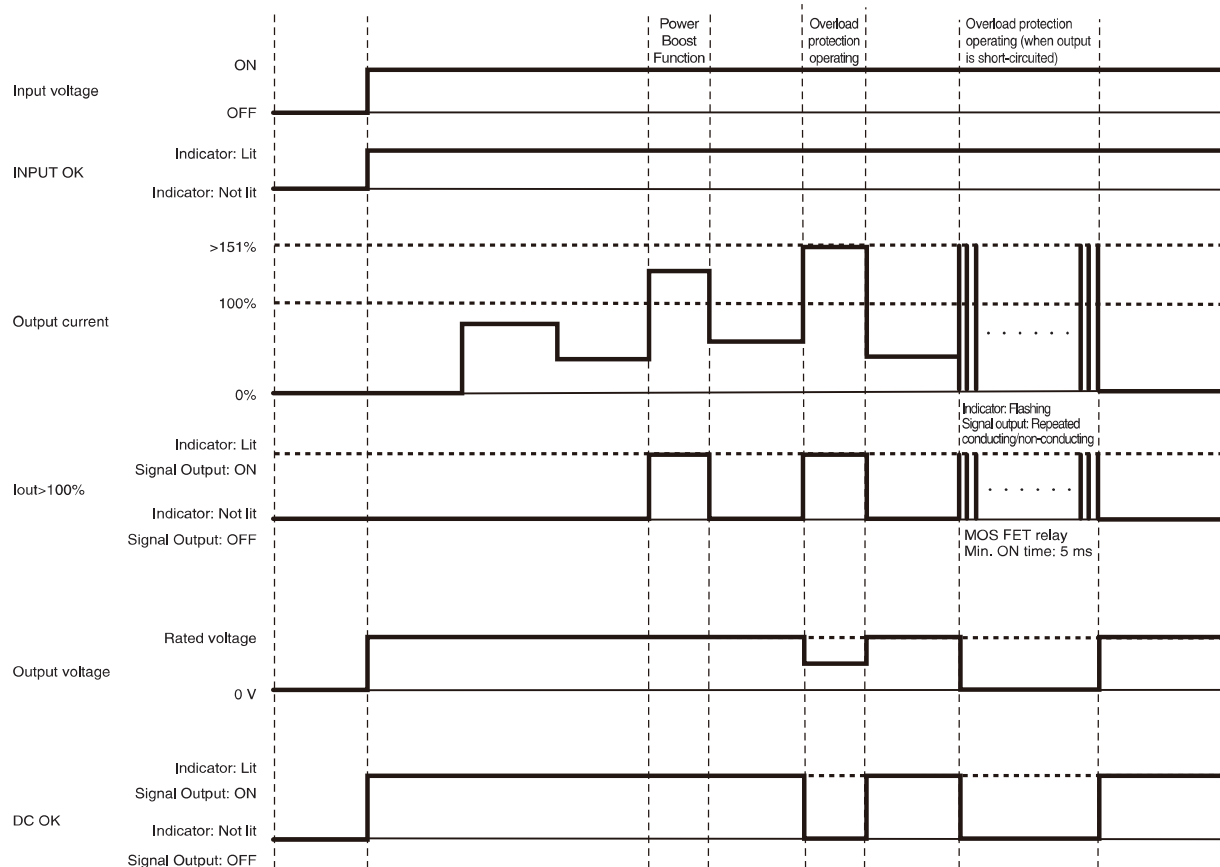 Power
Boost
Function
Overload
protection
operating
Overload protection
operating (when output
is short-circuited)
Input voltage
ON
OFF
INPUT OK
Indicator: Lit
Indicator: Not lit
Output current
>151%
100%
0%
Indicator: Flashing
Signal output: Repeated
conducting/non-conducting
Iout>100%
Indicator: Lit
Signal Output: ON
Indicator: Not lit
Signal Output: OFF
MOS FET relay
Min. ON time: 5 ms
Output voltage
Rated voltage
0 V
DC OK
Indicator: Lit
Signal Output: ON
Indicator: Not lit
Signal Output: OFF